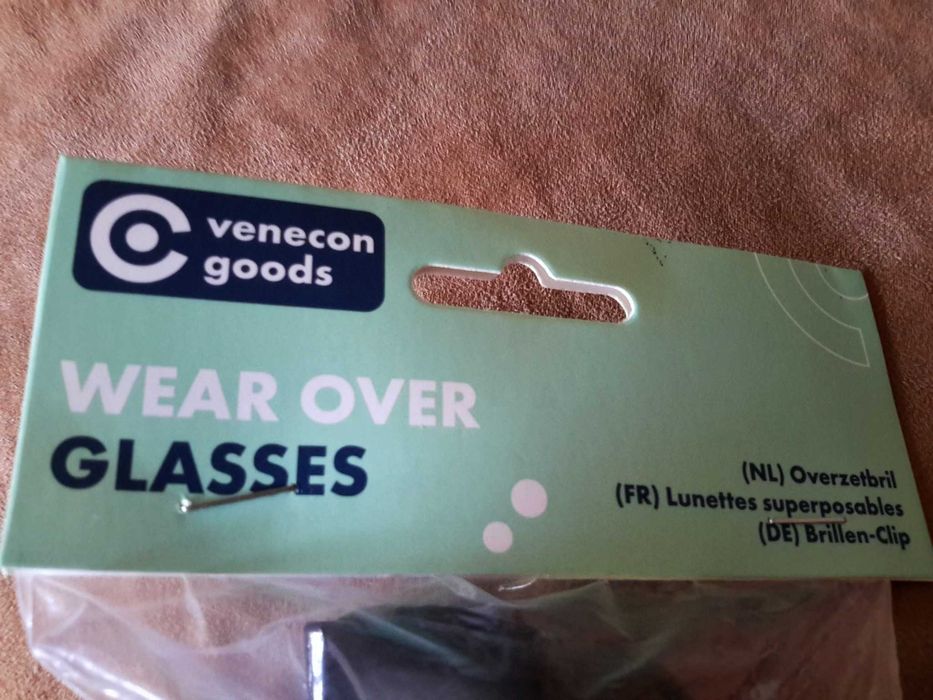 venecon
goods
WEAR OVER
GLASSES
(NL) Overzetbril
(FR) Lunettes superposables
(DE) Brillen-Clip